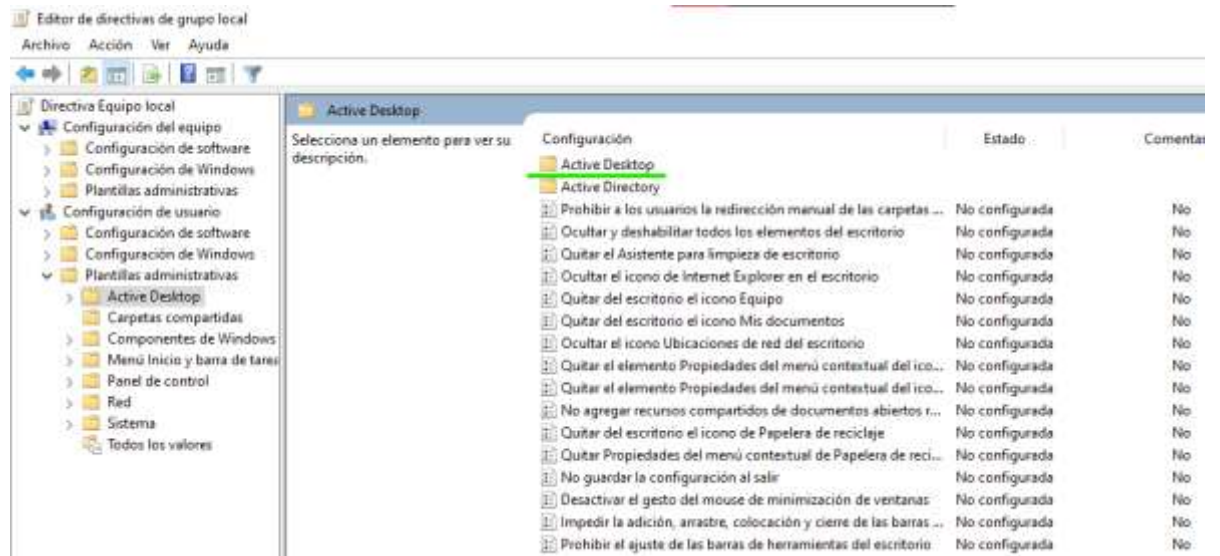 Editor de directivas de grupo local
Archivo Acción Ver Ayuda
Directiva Equipo local
Configuración del equipo
Configuración de software
Configuración de Windows
Plantillas administrativas
Configuración de usuario
Configuración de software
Configuración de Windows
Plantillas administrativas
Active Desktop
Carpetas compartidas
Componentes de Windows
Menú Inicio y barra de tarea
Panel de control
Red
Sistema
Todos los valores
Active Desktop
Selecciona un elemento para ver su
descripción.
Configuración Estado Comentar
Active Desktop
Active Directory
Prohibir a los usuarios la redirección manual de las carpetas ... No configurada No
Ocultar y deshabilitar todos los elementos del escritorio No configurada No
Quitar el Asistente para limpieza de escritorio No configurada No
Ocultar el icono de Internet Explorer en el escritorio No configurada No
Quitar del escritorio el icono Equipo No configurada No
Quitar del escritorio el icono Mis documentos No configurada No
Ocultar el icono Ubicaciones de red del escritorio No configurada No
Quitar el elemento Propiedades del menú contextual del ico... No configurada No
Quitar el elemento Propiedades del menú contextual del ico... No configurada No
No agregar recursos compartidos de documentos abiertos r... No configurada No
Quitar del escritorio el icono de Papelera de reciclaje No configurada No
Quitar Propiedades del menú contextual de Papelera de reci... No configurada No
No guardar la configuración al salir No configurada No
Desactivar el gesto del mouse de minimización de ventanas No configurada No
Impedir la adición, arrastre, colocación y cierre de las barras ... No configurada No
Prohibir el ajuste de las barras de herramientas del escritorio No configurada No